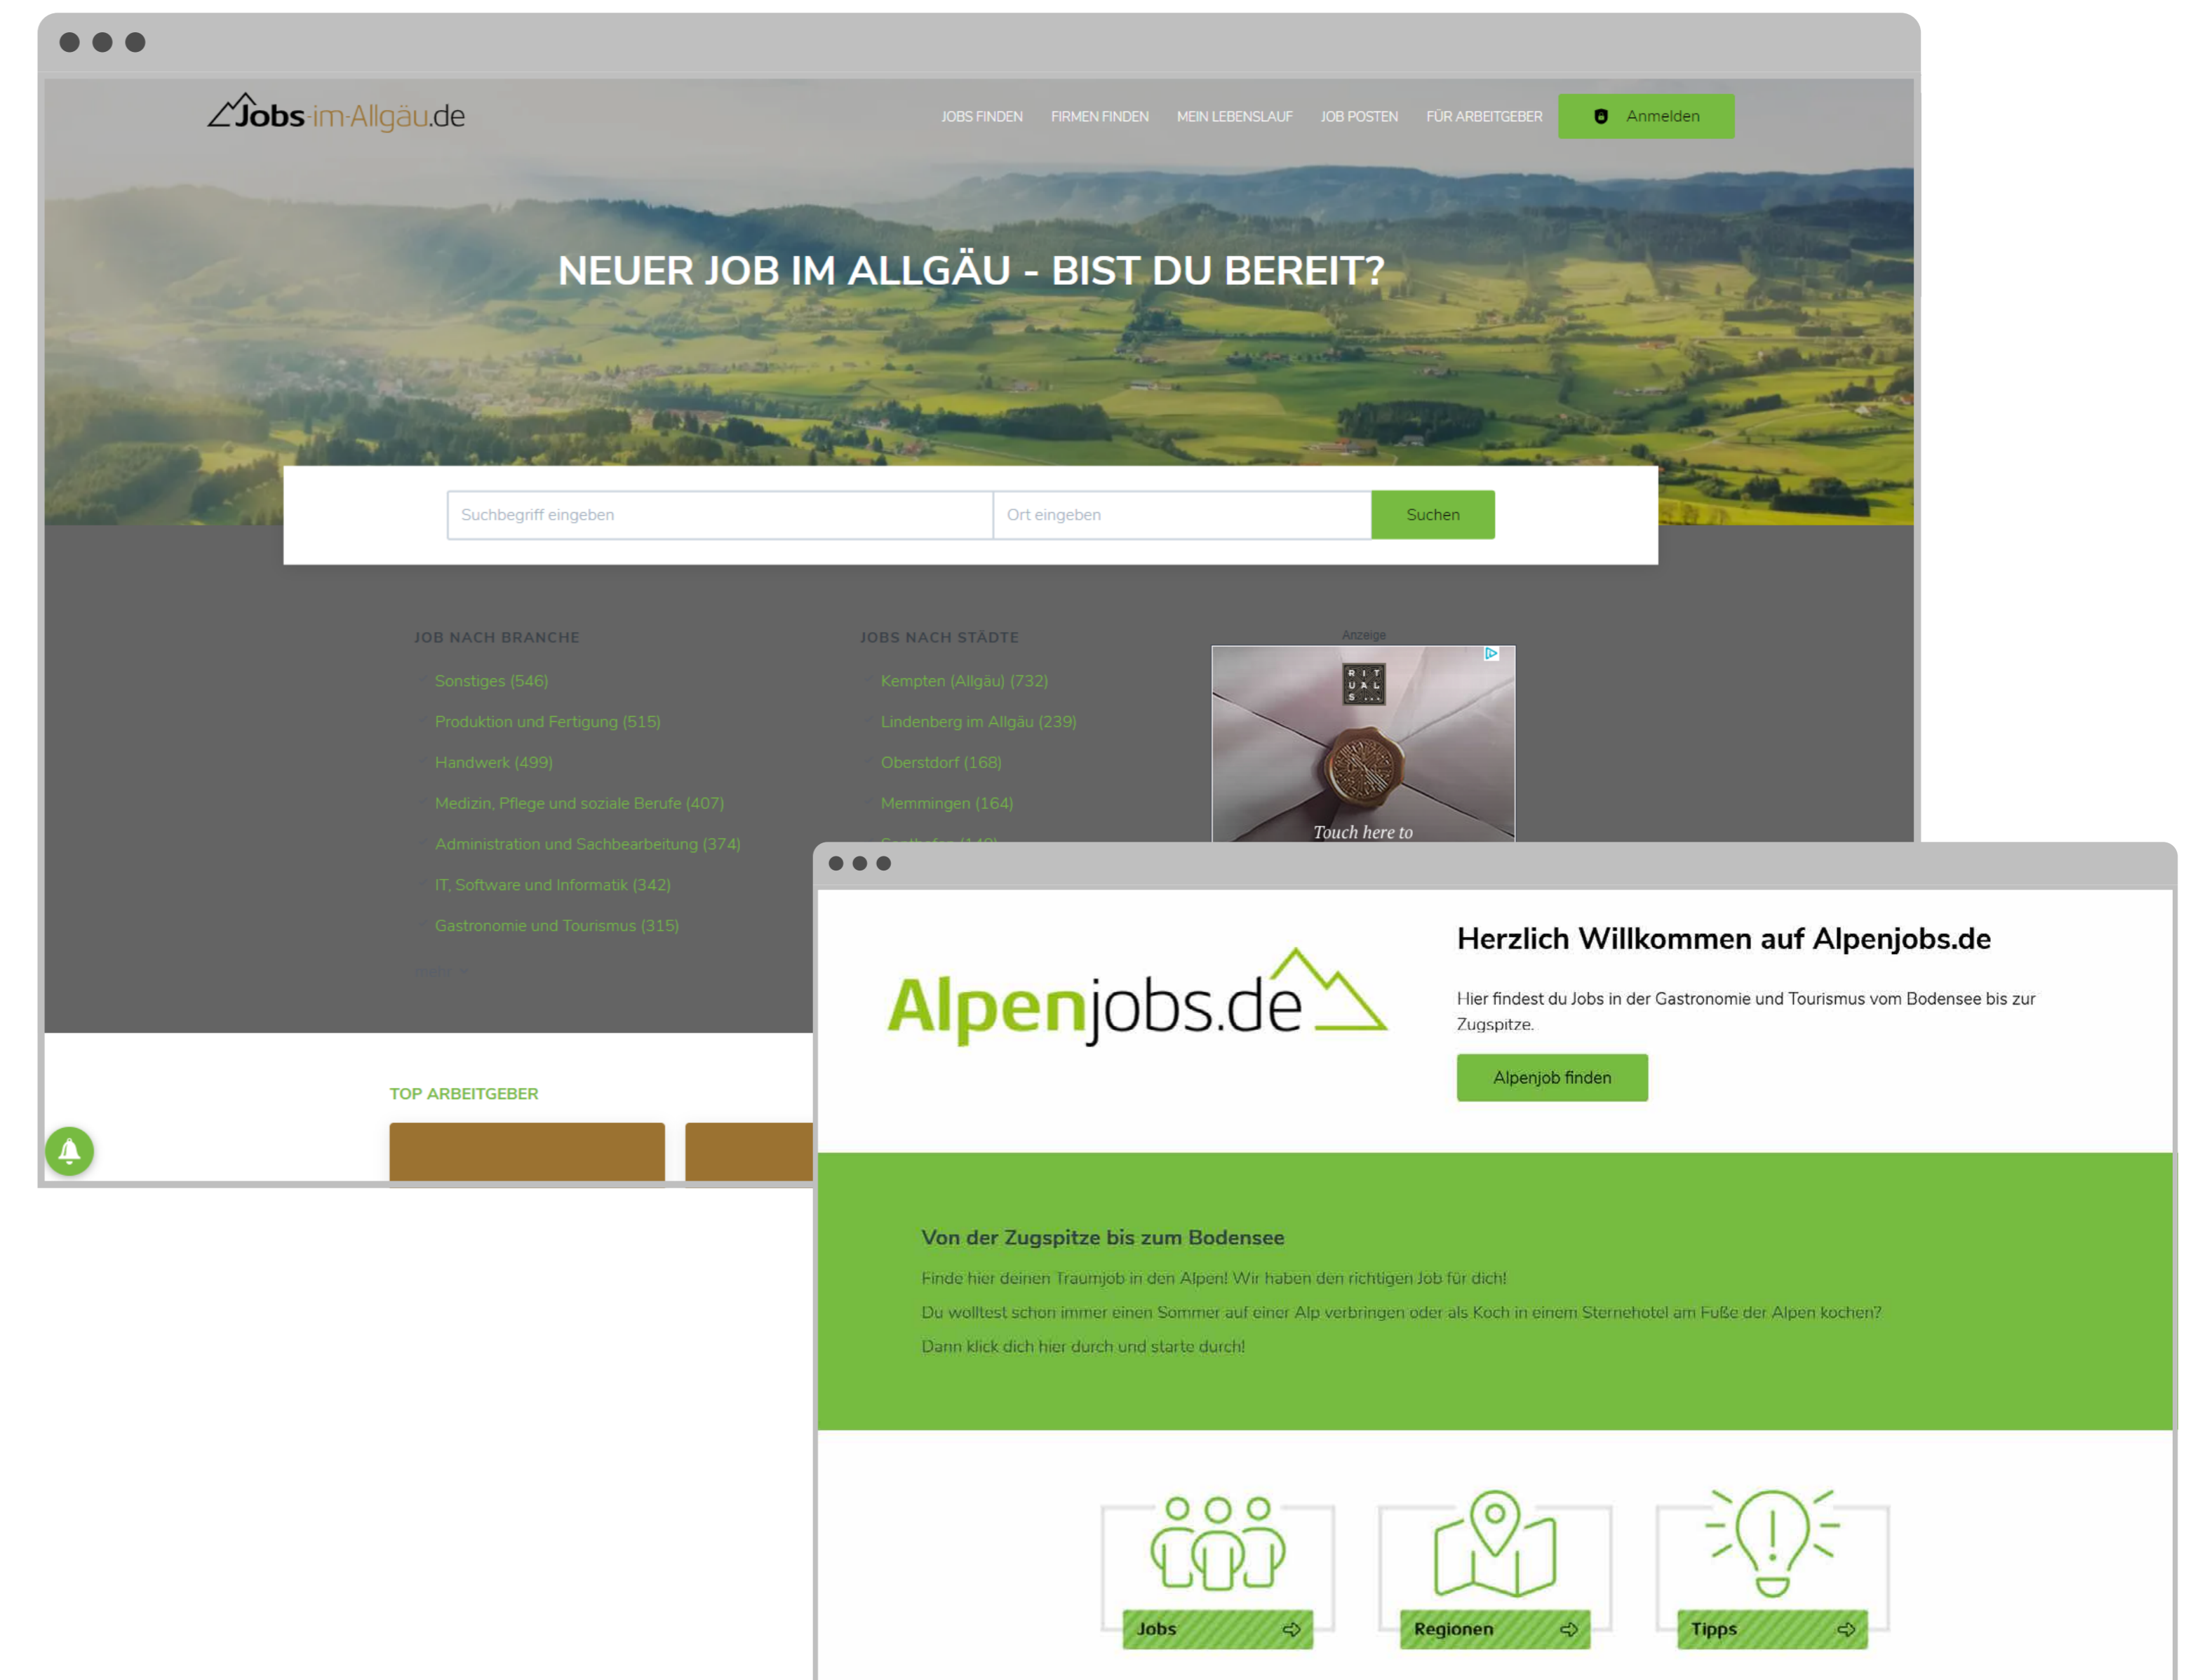 Jobs-im-Allgäu.de
JOBS FINDEN FIRMEN FINDEN MEIN LEBENSLAUF JOB POSTEN FÜR ARBEITGEBER Anmelden
NEUER JOB IM ALLGÄU - BIST DU BEREIT?
Suchbegriff eingeben Ort eingeben Suchen
JOB NACH BRANCHE
Sonstiges (546)
Produktion und Fertigung (515)
Handwerk (499)
Medizin, Pflege und soziale Berufe (407)
Administration und Sachbearbeitung (374)
IT, Software und Informatik (342)
Gastronomie und Tourismus (315)
mehr
JOBS NACH STÄDTE
Kempten (Allgäu) (732)
Lindenberg im Allgäu (239)
Oberstdorf (168)
Memmingen (164)
Anzeige
RIT
UAL
S...
Touch here to
TOP ARBEITGEBER
Alpenjobs.de
Herzlich Willkommen auf Alpenjobs.de
Hier findest du Jobs in der Gastronomie und Tourismus vom Bodensee bis zur
Zugspitze.
Alpenjob finden
Von der Zugspitze bis zum Bodensee
Finde hier deinen Traumjob in den Alpen! Wir haben den richtigen Job für dich!
Du wolltest schon immer einen Sommer auf einer Alp verbringen oder als Koch in einem Sternehotel am Fuße der Alpen kochen?
Dann klick dich hier durch und starte durch!
Jobs
Regionen
Tipps